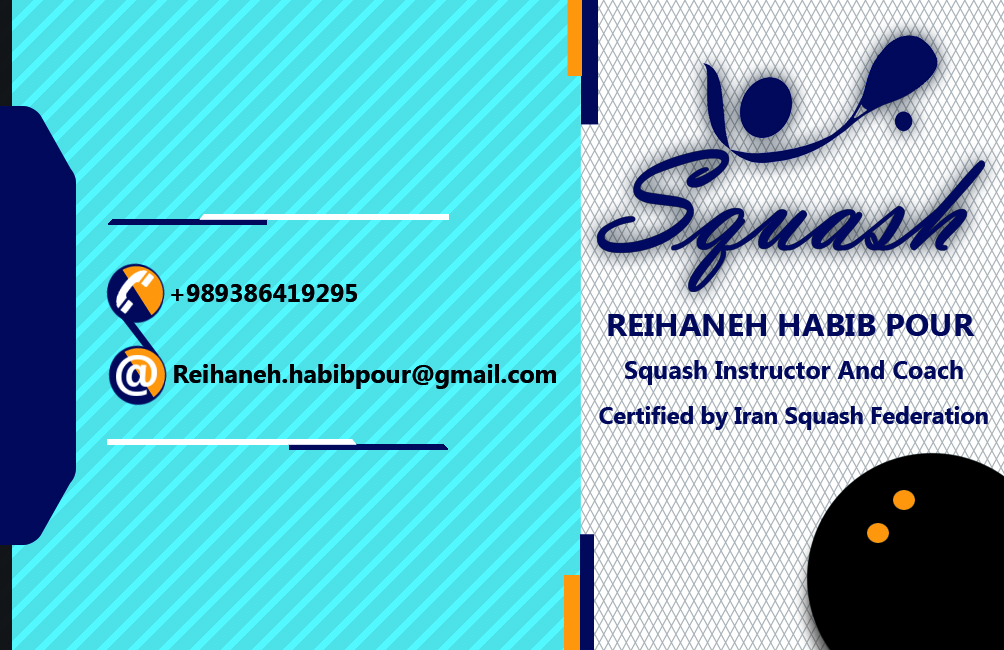 +989386419295
@
Reihaneh.habibpour@gmail.com
Squash
REIHANEH HABIB POUR
Squash Instructor And Coach
Certified by Iran Squash Federation